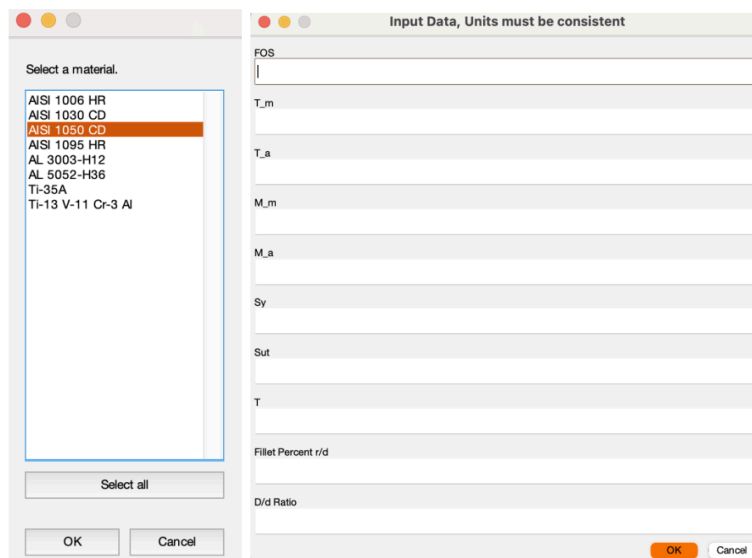 Select a material.
AISI 1006 HR
AISI 1030 CD
AISI 1050 CD
AISI 1095 HR
AL 3003-H12
AL 5052-H36
Ti-35A
Ti-13 V-11 Cr-3 Al
Select all
OK
Cancel
Input Data, Units must be consistent
FOS
T_m
T_a
M_m
M_a
Sy
Sut
T
Fillet Percent r/d
D/d Ratio
OK
Cancel